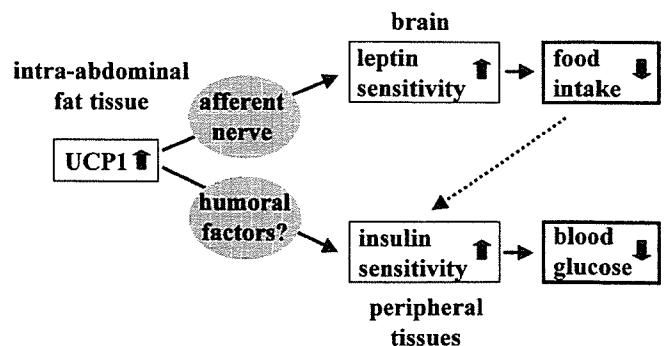 brain
intra-abdominal
fat tissue
UCP1
afferent
nerve
leptin
sensitivity
food
intake
humoral
factors?
insulin
sensitivity
blood
glucose
peripheral
tissues